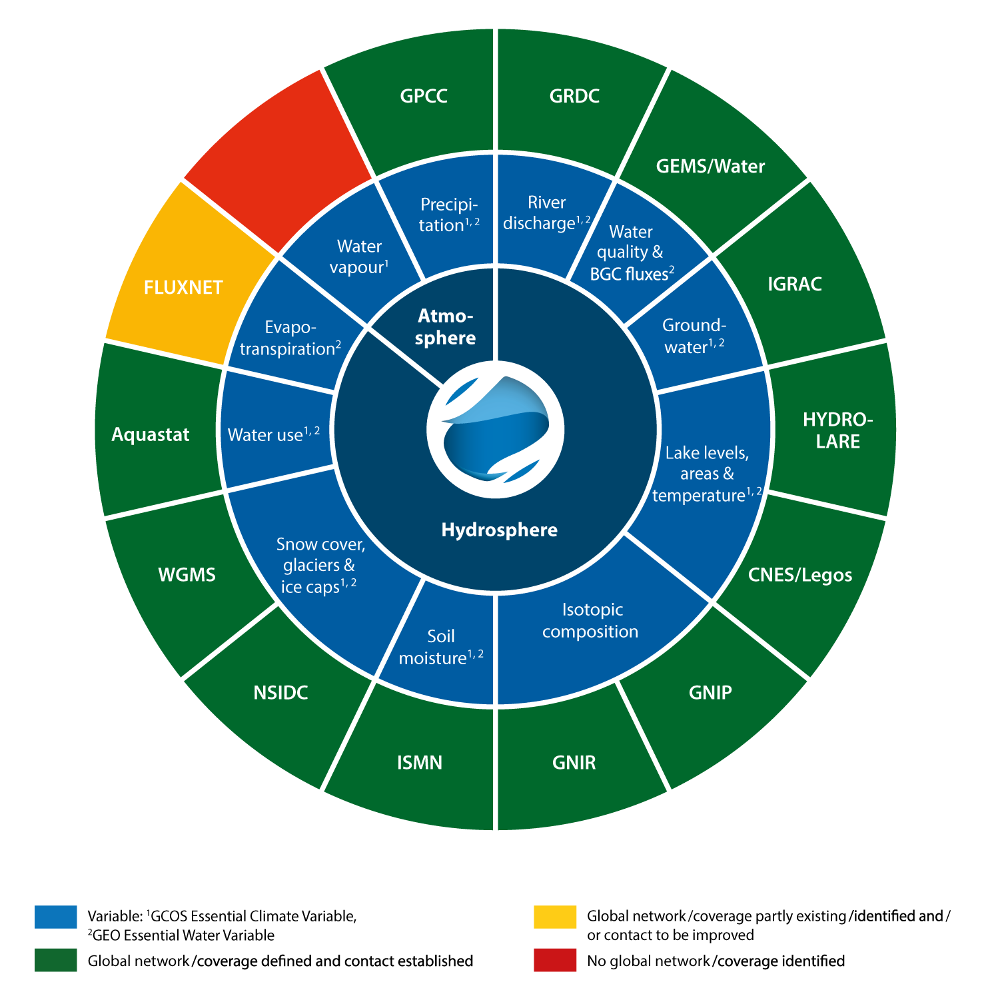 GPCC
GRDC
GEMS/Water
IGRAC
HYDRO-
LARE
CNES/Legos
GNIP
GNIR
ISMN
NSIDC
WGMS
Aquastat
FLUXNET
Precipi-
tation¹, ²
River
discharge¹, ²
Water
quality &
BGC fluxes²
Ground-
water¹, ²
Lake levels,
areas &
temperature¹, ²
Isotopic
composition
Soil
moisture¹, ²
Snow cover,
glaciers &
ice caps¹, ²
Water use¹, ²
Evapo-
transpiration²
Water
vapour¹
Atmo-
sphere
Hydrosphere
Variable: ¹GCOS Essential Climate Variable,
²GEO Essential Water Variable
Global network/coverage defined and contact established
Global network/coverage partly existing/identified and/
or contact to be improved
No global network/coverage identified